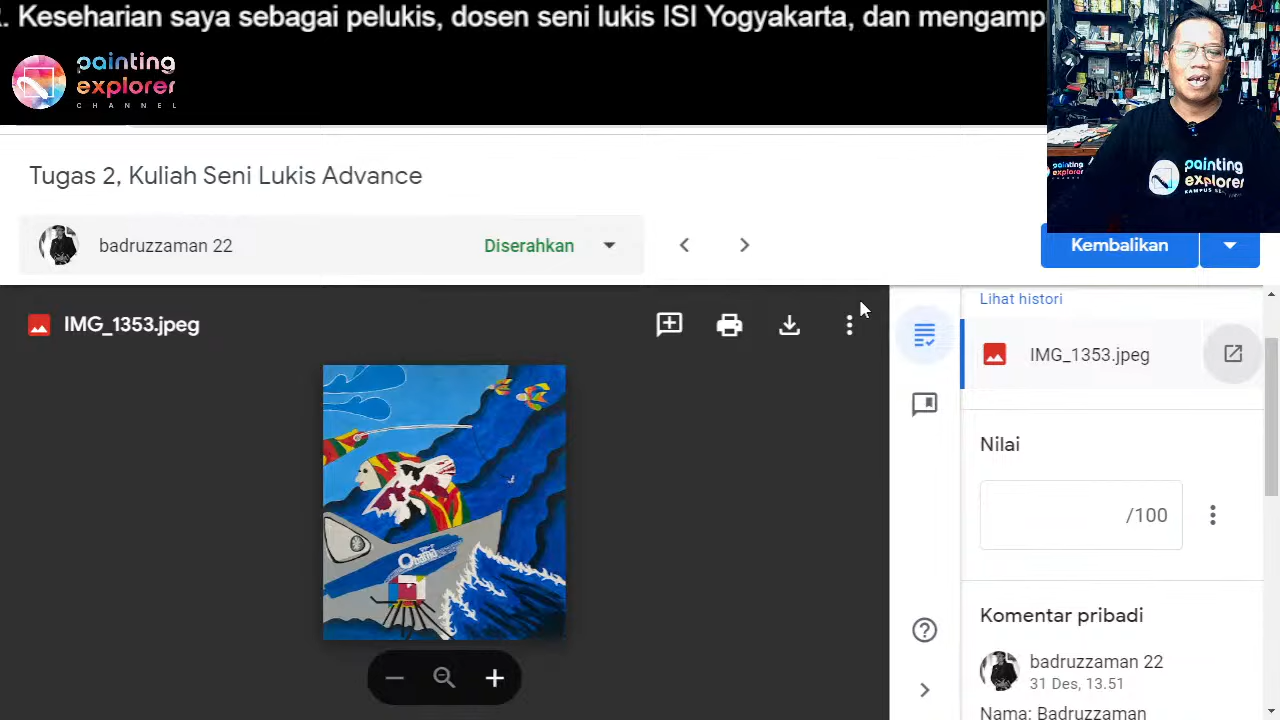 . Keseharian saya sebagai pelukis, dosen seni lukis ISI Yogyakarta, dan mengamp
painting
explorer
CHANNEL
painting
explorer
painting
explorer
Tugas 2, Kuliah Seni Lukis Advance
badruzzaman 22
Diserahkan
Kembalikan
IMG_1353.jpeg
Lihat histori
IMG_1353.jpeg
Nilai
/100
Komentar pribadi
badruzzaman 22
31 Des, 13.51
Nama: Badruzzaman